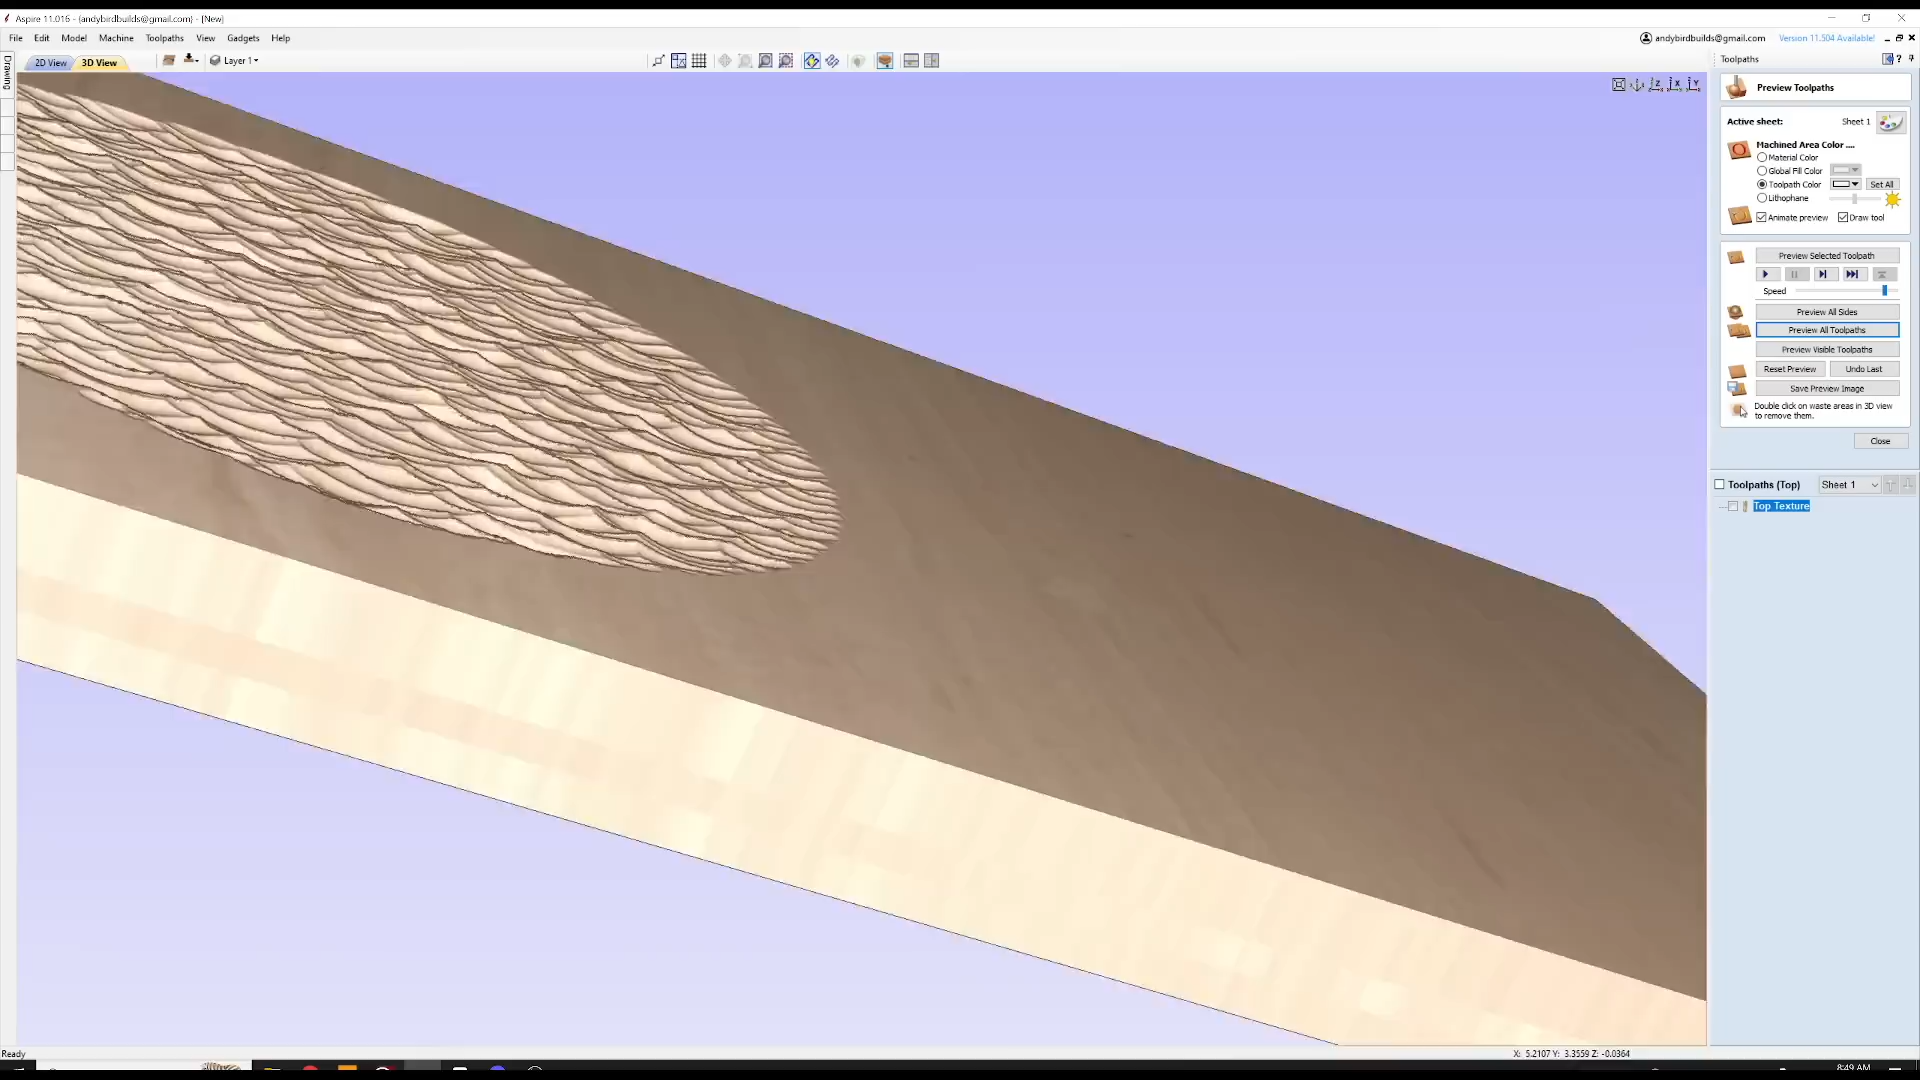 Aspire 11.016 - (andybirdbuilds@gmail.com) - [New]
File Edit Model Machine Toolpaths View Gadgets Help
andybirdbuilds@gmail.com Version 11.504 Available!
Drawing
2D View 3D View Layer 1
Toolpaths
Preview Toolpaths
Active sheet: Sheet 1
Machined Area Color ....
Material Color
Global Fill Color
Toolpath Color Set All
Lithophane
Animate preview Draw tool
Preview Selected Toolpath
Speed
Preview All Sides
Preview All Toolpaths
Preview Visible Toolpaths
Reset Preview Undo Last
Save Preview Image
Double click on waste areas in 3D view
to remove them.
Close
Toolpaths (Top) Sheet 1
Top Texture
Ready
X: 5.2107 Y: 3.3559 Z: -0.0364
8:49 AM